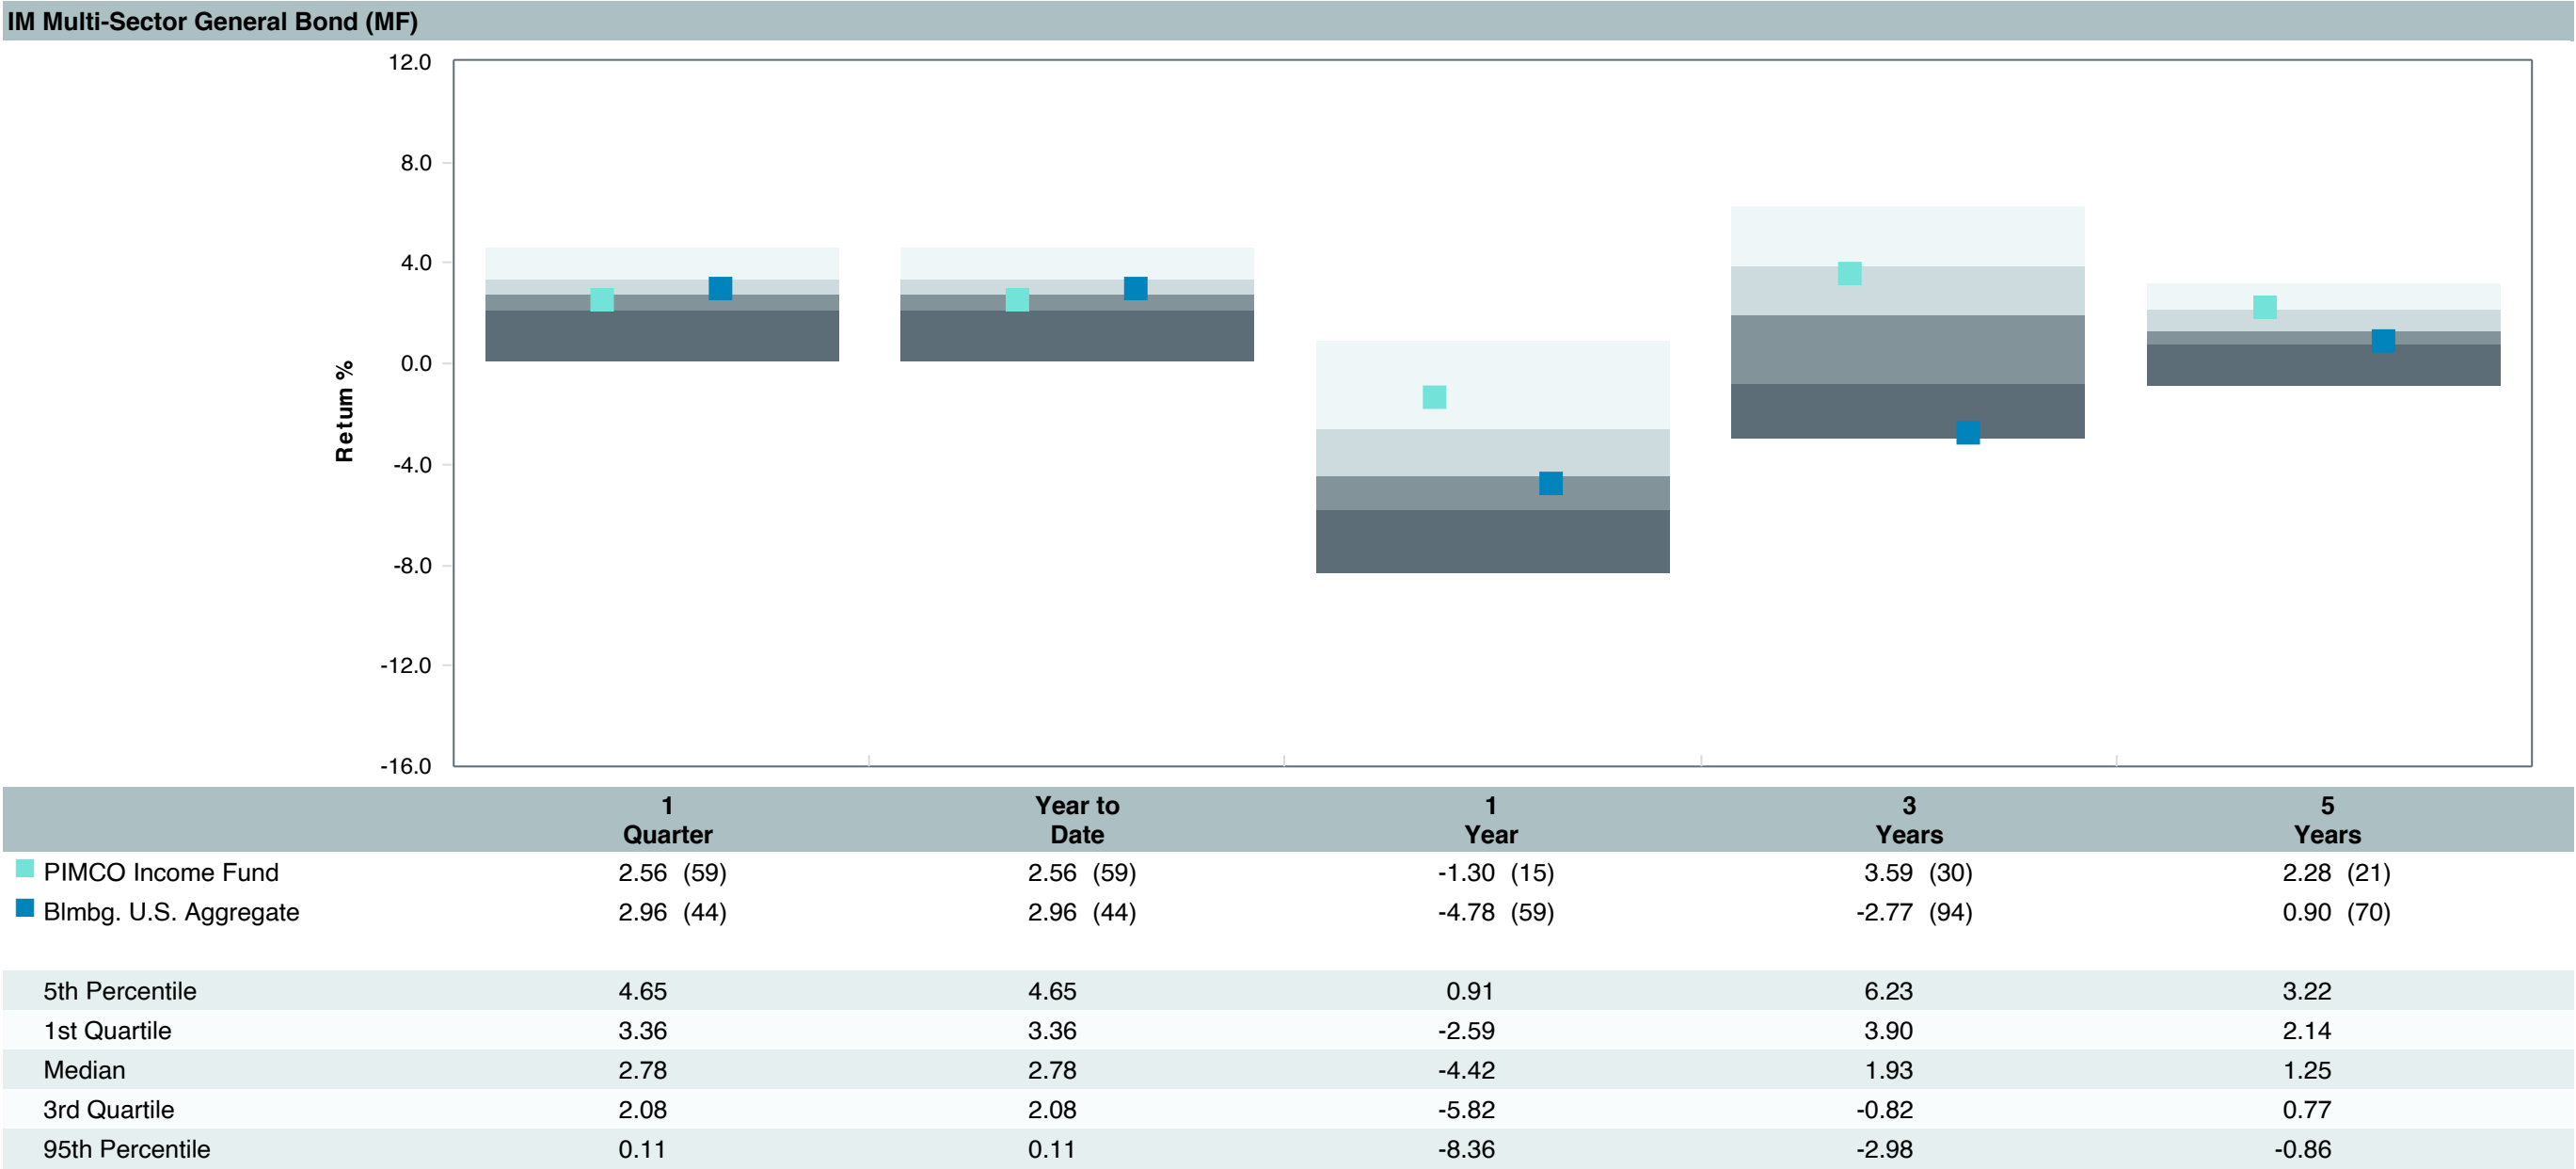 IM Multi-Sector General Bond (MF)
12.0
8.0
4.0
0.0
-4.0
-8.0
-12.0
-16.0
Return %
1 Quarter Year to Date 1 Year 3 Years 5 Years
PIMCO Income Fund 2.56 (59) 2.56 (59) -1.30 (15) 3.59 (30) 2.28 (21)
Blmbg. U.S. Aggregate 2.96 (44) 2.96 (44) -4.78 (59) -2.77 (94) 0.90 (70)
5th Percentile 4.65 4.65 0.91 6.23 3.22
1st Quartile 3.36 3.36 -2.59 3.90 2.14
Median 2.78 2.78 -4.42 1.93 1.25
3rd Quartile 2.08 2.08 -5.82 -0.82 0.77
95th Percentile 0.11 0.11 -8.36 -2.98 -0.86